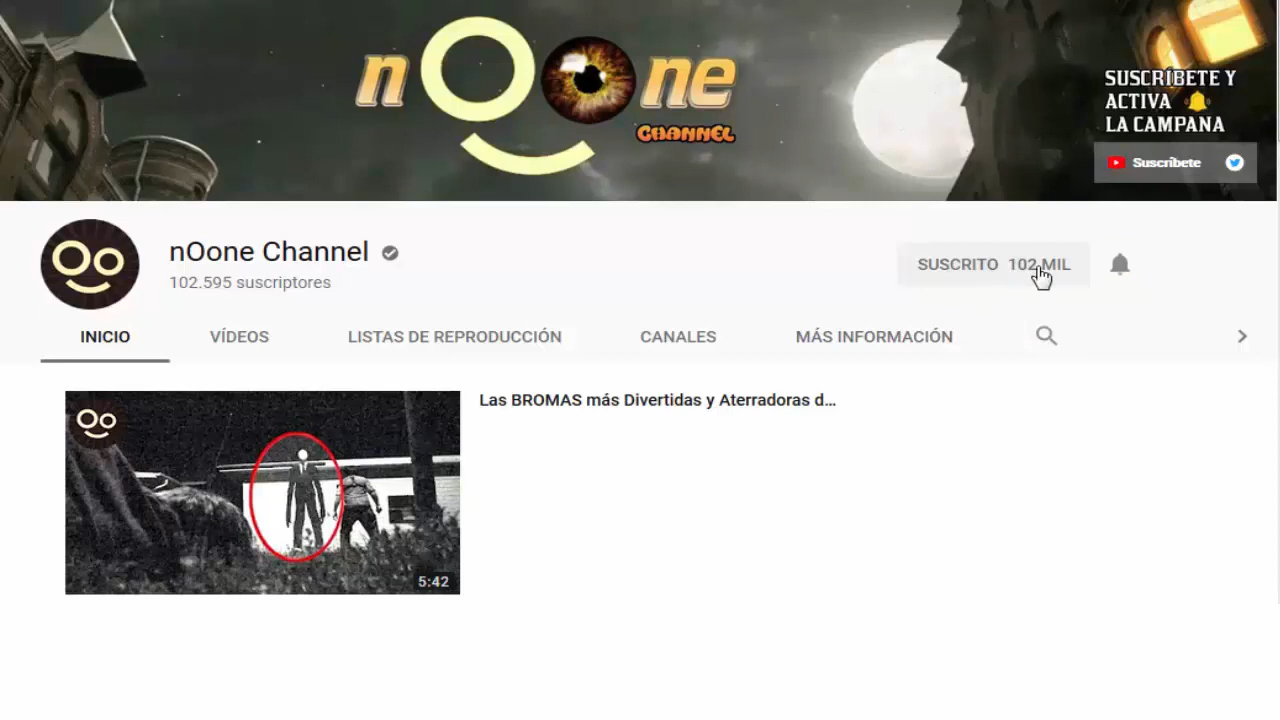 nOone
CHANNEL
SUSCRÍBETE Y
ACTIVA
LA CAMPANA
Suscríbete
nOone Channel
102.595 suscriptores
SUSCRITO 102 MIL
INICIO
VÍDEOS
LISTAS DE REPRODUCCIÓN
CANALES
MÁS INFORMACIÓN
Las BROMAS más Divertidas y Aterradoras d...
5:42